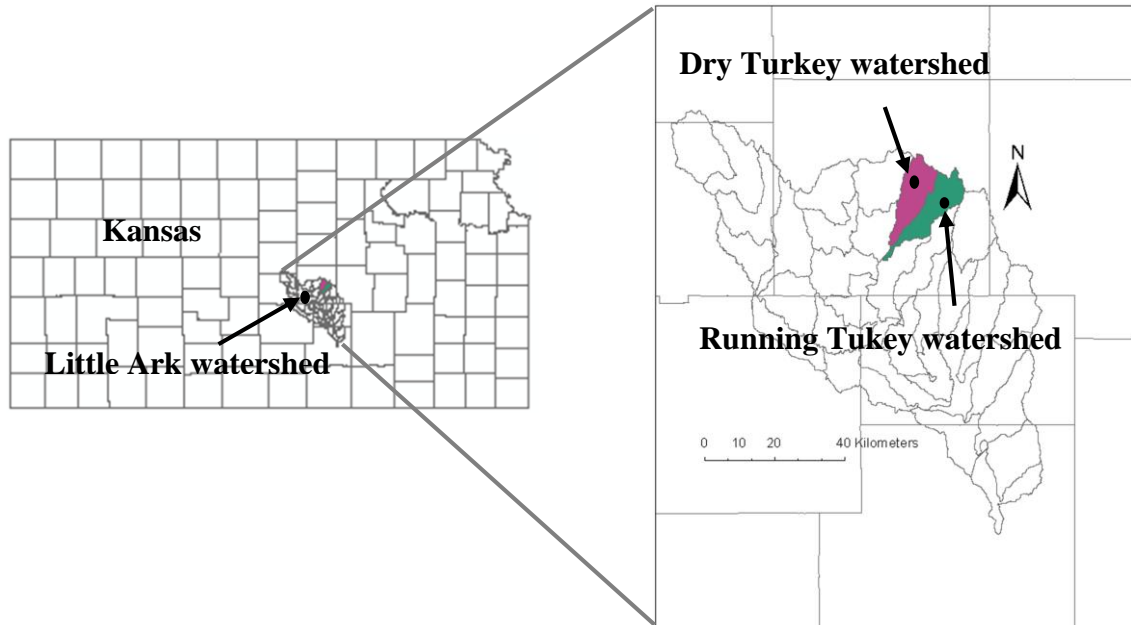 Kansas
Little Ark watershed
Dry Turkey watershed
N
Running Tukey watershed
0 10 20 40 Kilometers